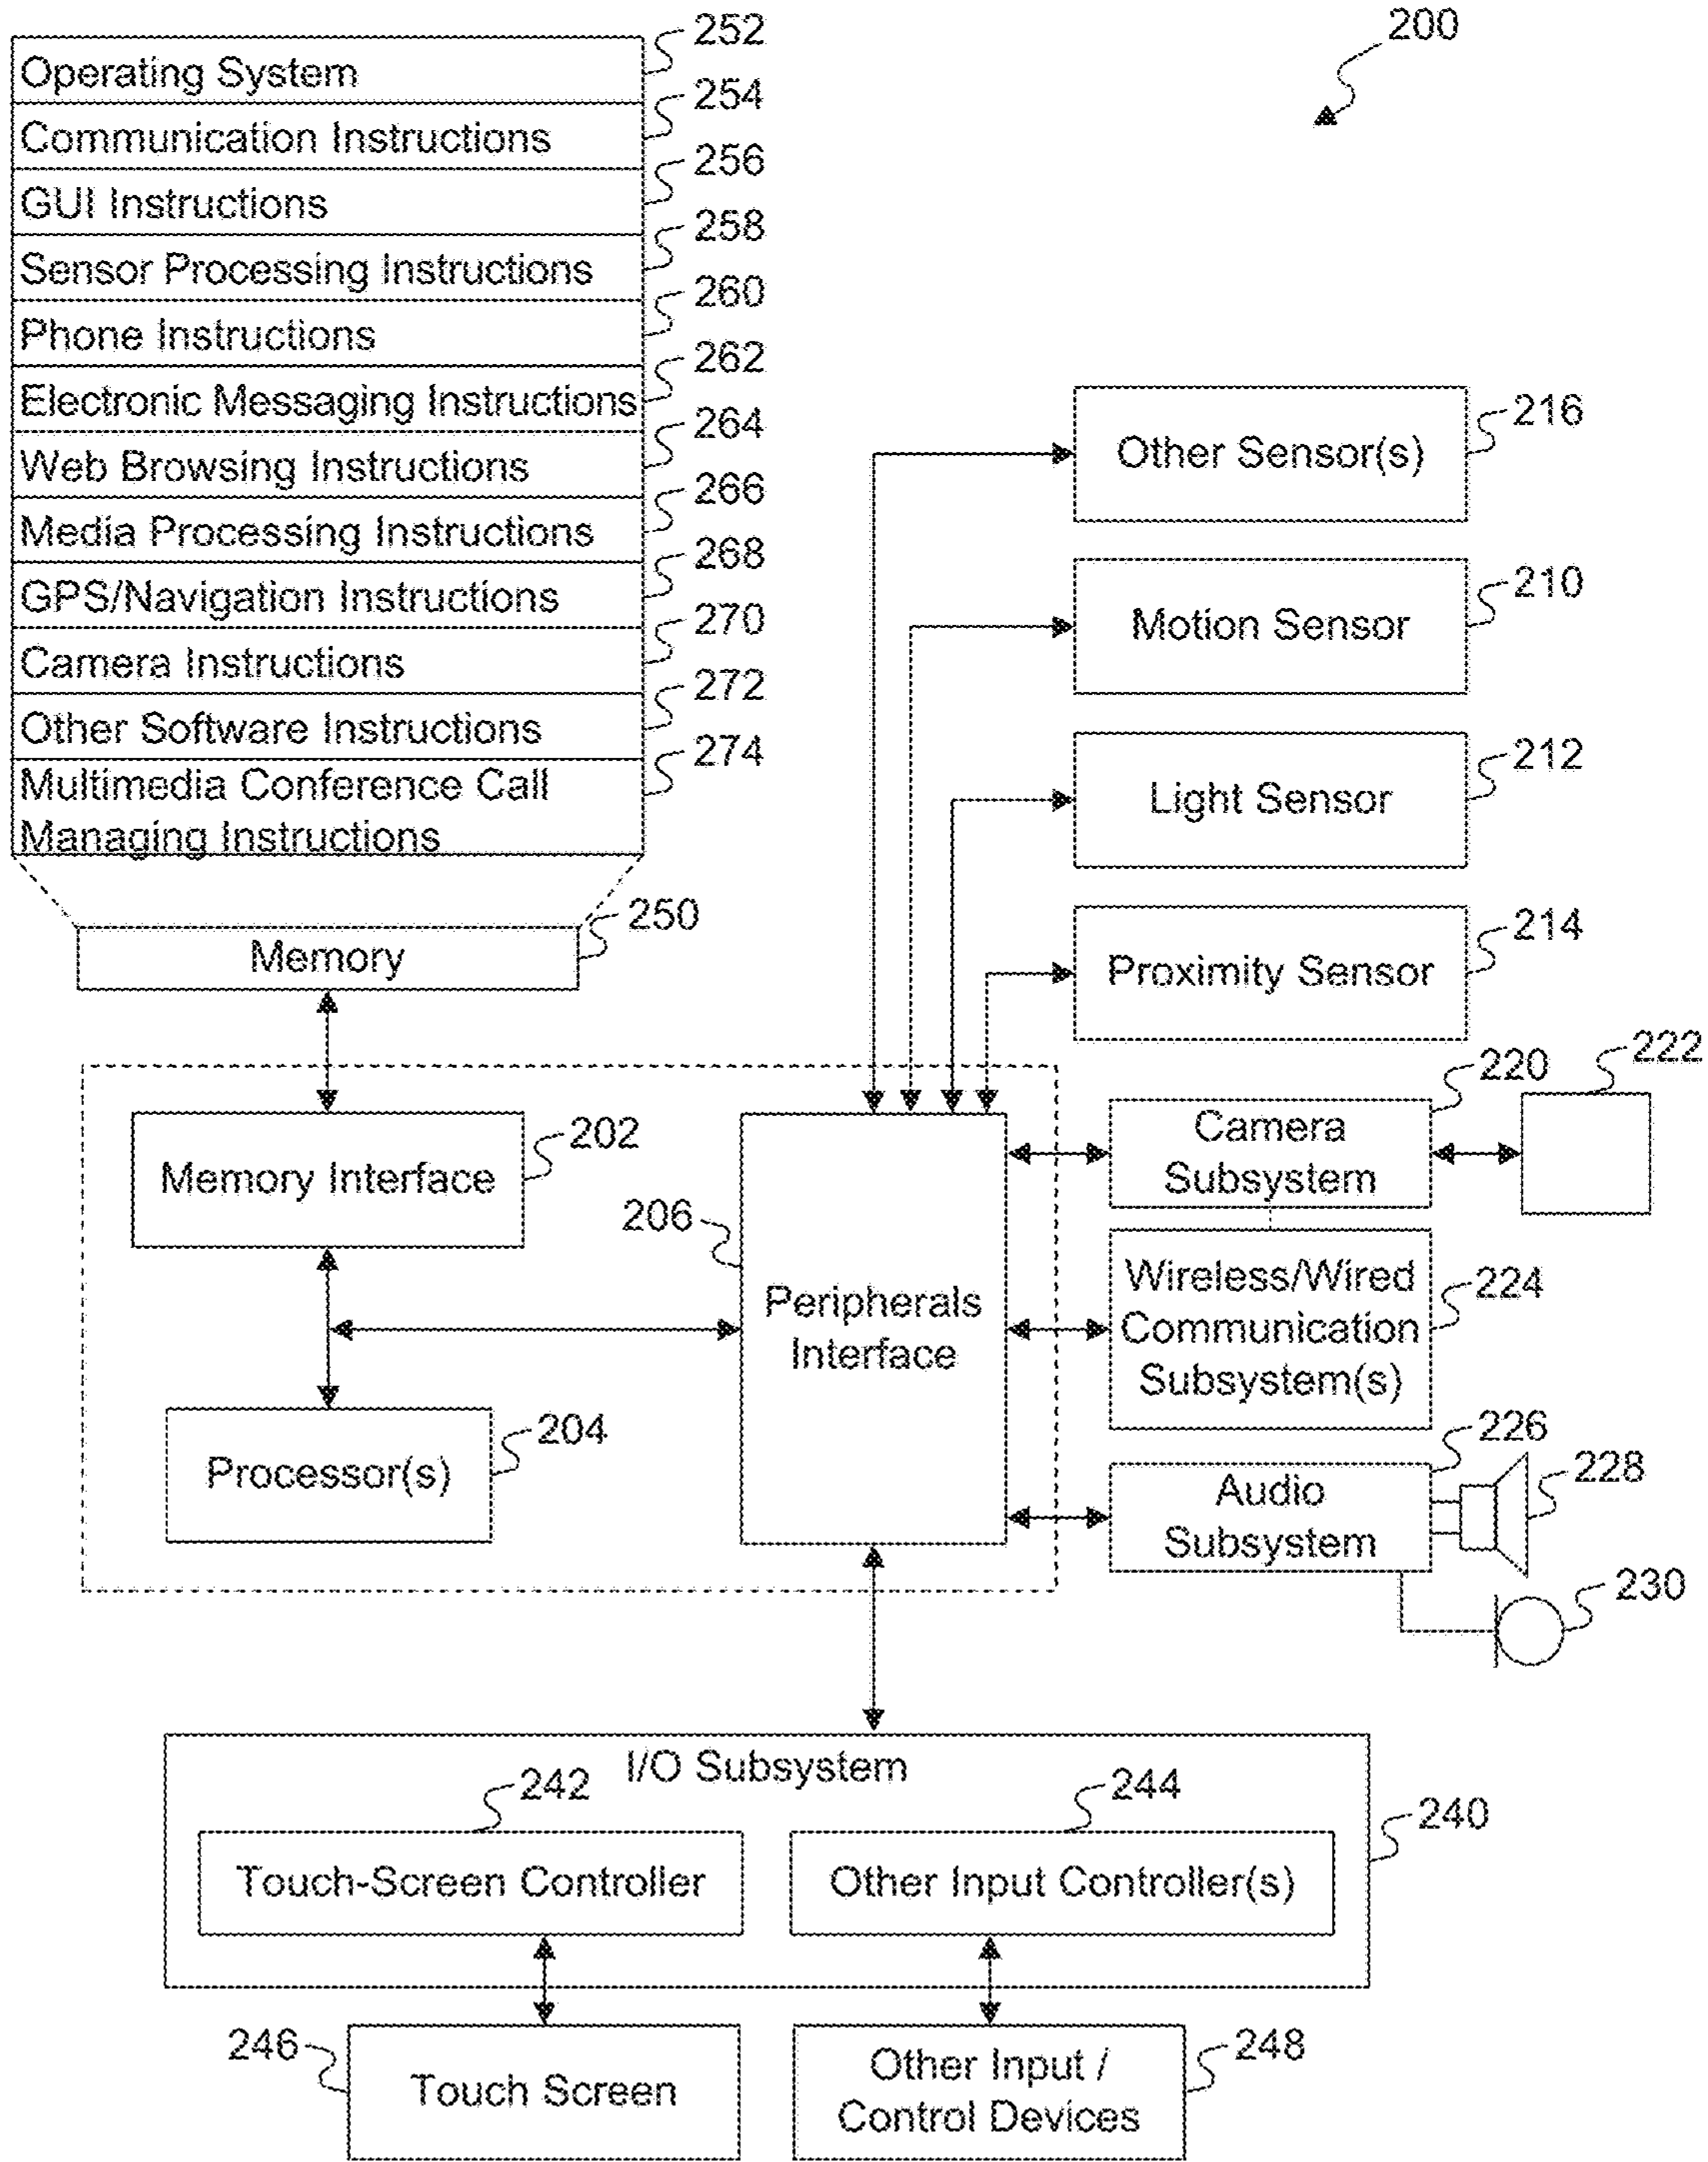 200
252
Operating System
254
Communication Instructions
256
GUI Instructions
258
Sensor Processing Instructions
260
Phone Instructions
262
Electronic Messaging Instructions
264
Web Browsing Instructions
266
Media Processing Instructions
268
GPS/Navigation Instructions
270
Camera Instructions
272
Other Software Instructions
274
Multimedia Conference Call
Managing Instructions
250
Memory
216
Other Sensor(s)
210
Motion Sensor
212
Light Sensor
214
Proximity Sensor
202
Memory Interface
206
Peripherals
Interface
204
Processor(s)
220
Camera
Subsystem
222
Wireless/Wired
Communication
Subsystem(s)
224
226
Audio
Subsystem
228
230
I/O Subsystem
240
242
Touch-Screen Controller
244
Other Input Controller(s)
246
Touch Screen
248
Other Input /
Control Devices